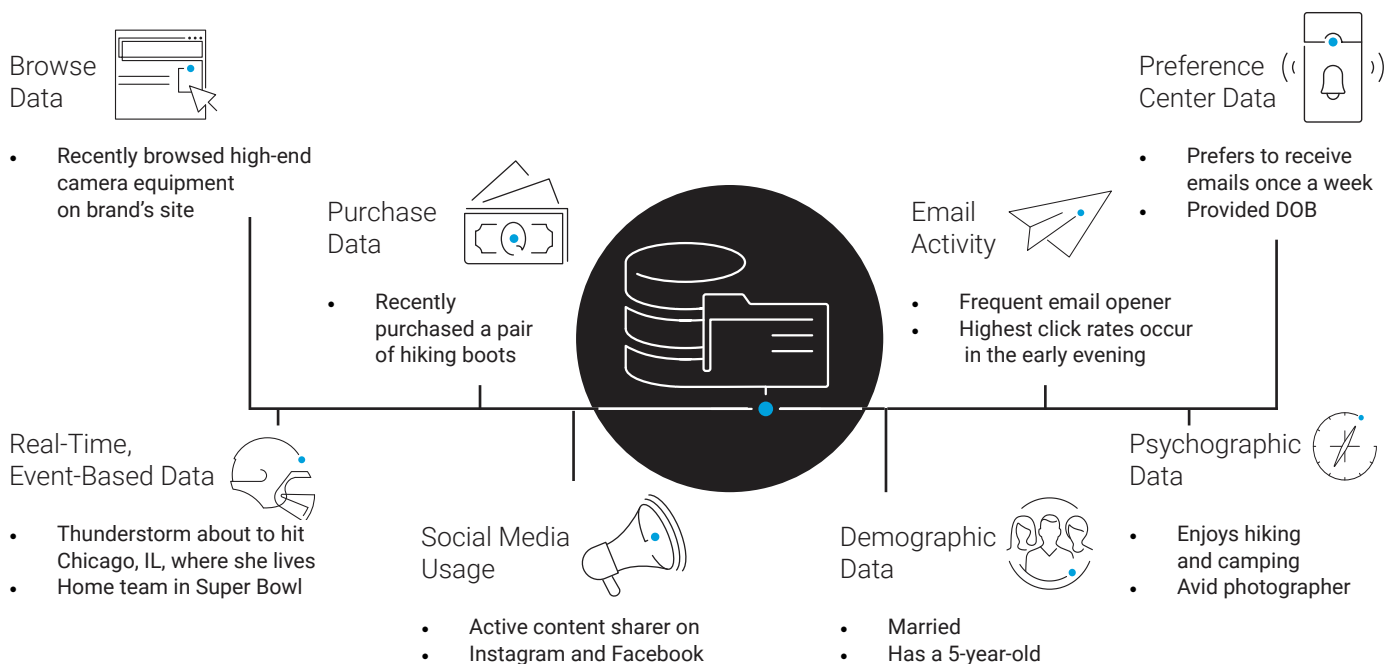 Browse
Data
• Recently browsed high-end
camera equipment
on brand's site
Purchase
Data
• Recently
purchased a pair
of hiking boots
Email
Activity
• Frequent email opener
• Highest click rates occur
in the early evening
Preference
Center Data
• Prefers to receive
emails once a week
• Provided DOB
Real-Time,
Event-Based Data
• Thunderstorm about to hit
Chicago, IL, where she lives
• Home team in Super Bowl
Social Media
Usage
• Active content sharer on
• Instagram and Facebook
Demographic
Data
• Married
• Has a 5-year-old
Psychographic
Data
• Enjoys hiking
and camping
• Avid photographer